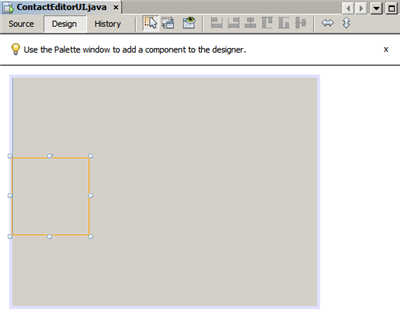 ContactEditorUI.java x
Source Design History
Use the Palette window to add a component to the designer. x